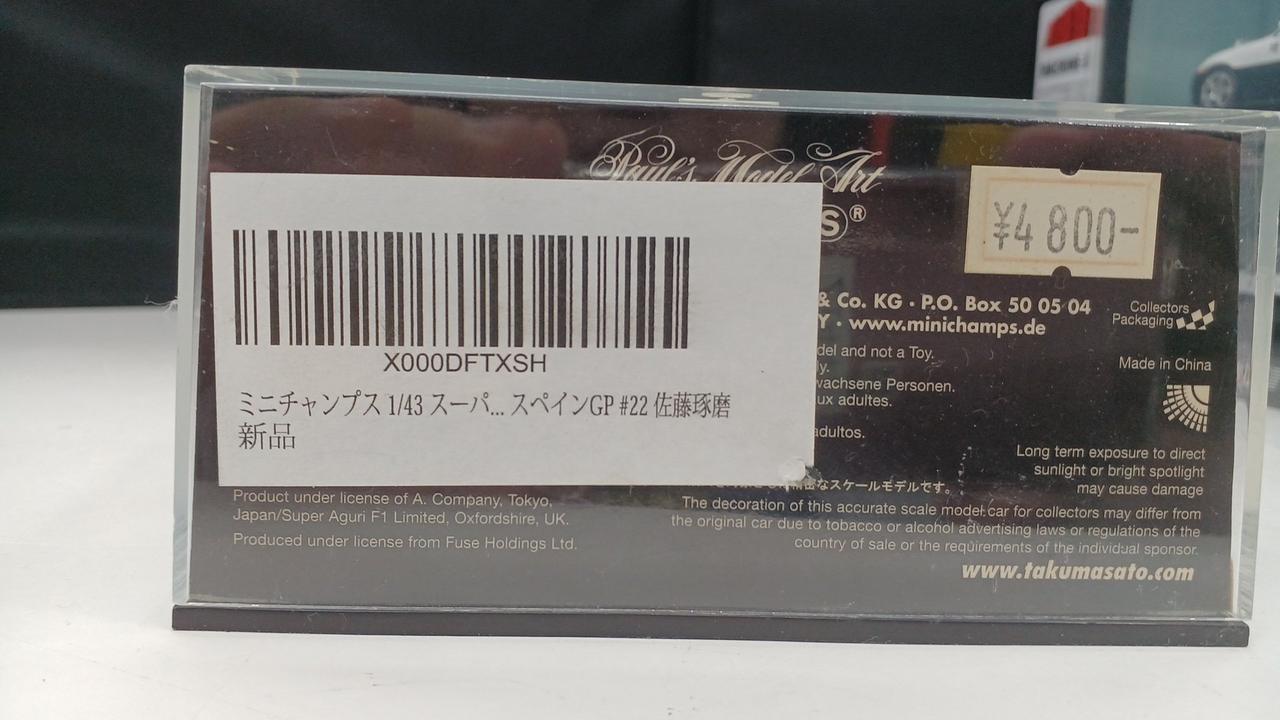 Paul's Model Art
S®
¥4 800-
X000DFTXSH
ミニチャンプス 1/43 スーパ... スペインGP #22 佐藤琢磨
新品
& Co. KG · P.O. Box 50 05 04
Y · www.minichamps.de
Collectors
Packaging
del and not a Toy.
ly.
wachsene Personen.
ux adultes.
adultos.
Made in China
Long term exposure to direct
sunlight or bright spotlight
may cause damage
密なスケールモデルです。
Product under license of A. Company, Tokyo,
Japan/Super Aguri F1 Limited, Oxfordshire, UK.
Produced under license from Fuse Holdings Ltd.
The decoration of this accurate scale model car for collectors may differ from
the original car due to tobacco or alcohol advertising laws or regulations of the
country of sale or the requirements of the individual sponsor.
www.takumasato.com